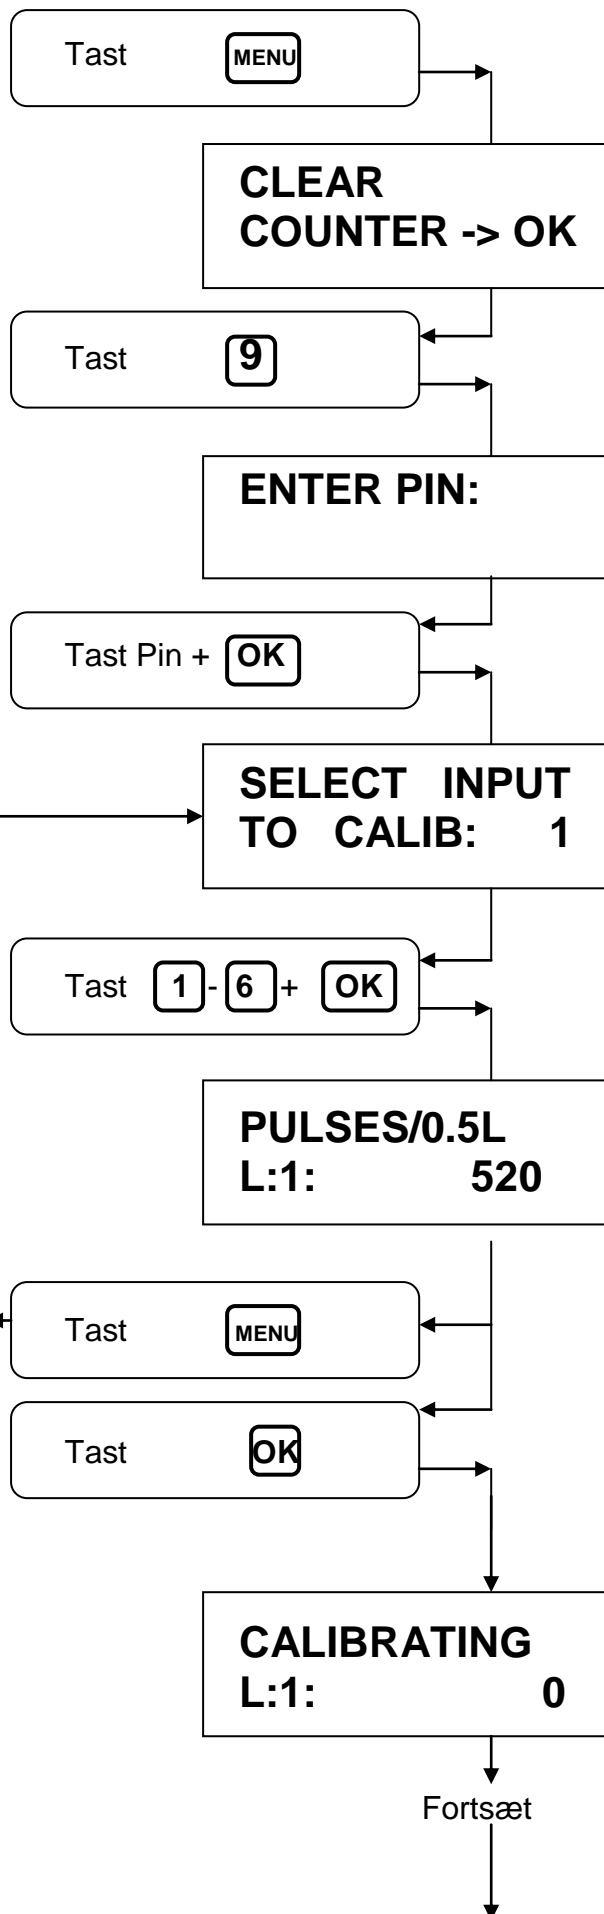 Tast MENU
CLEAR
COUNTER -> OK
Tast 9
ENTER PIN:
Tast Pin + OK
SELECT INPUT
TO CALIB: 1
Tast 1 - 6 + OK
PULSES/0.5L
L:1: 520
Tast MENU
Tast OK
CALIBRATING
L:1: 0
Fortsæt